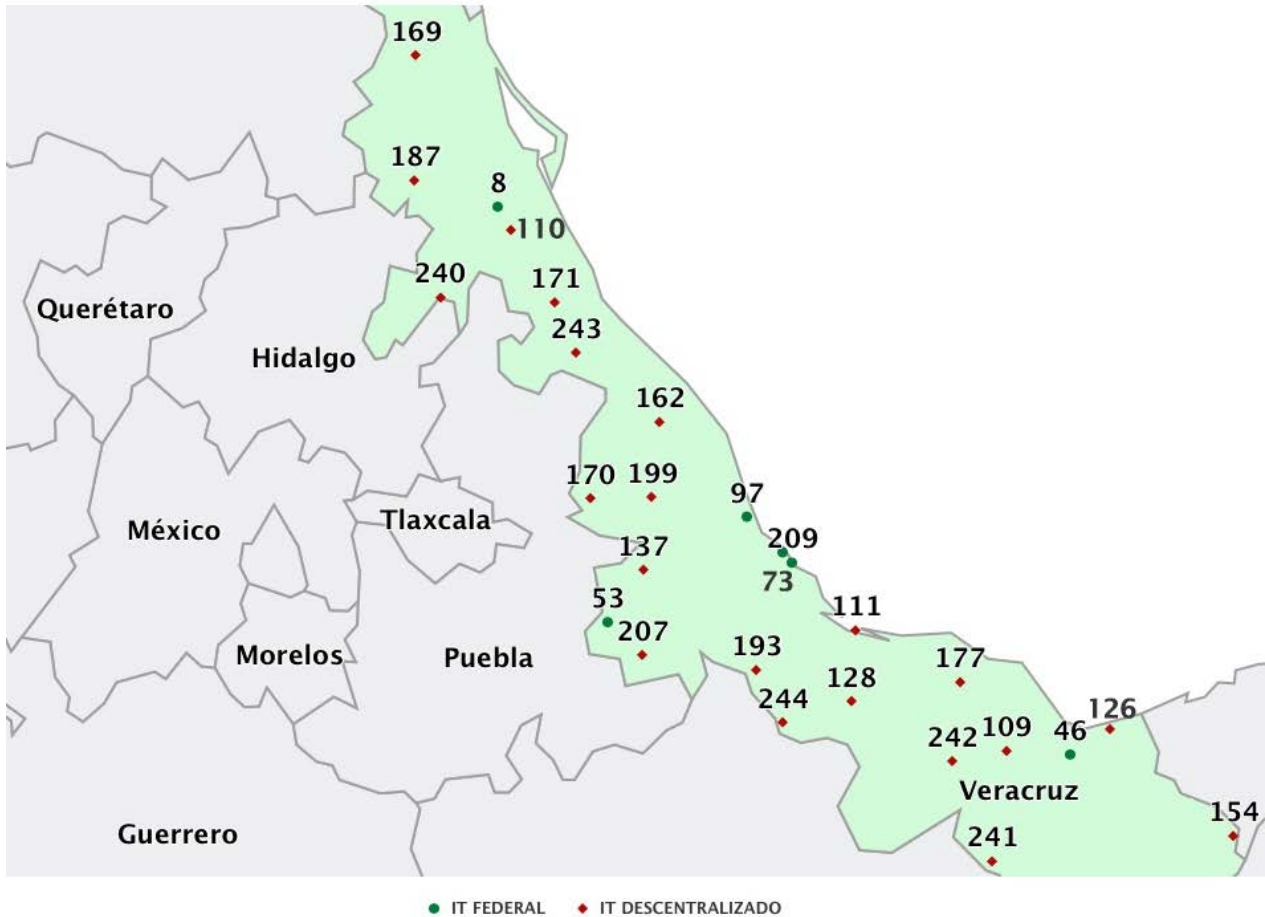 169
187
8
110
240
171
Querétaro
243
Hidalgo
162
170
199
97
México
Tlaxcala
209
137
73
53
111
207
Morelos
Puebla
193
177
128
244
126
46
109
242
Veracruz
154
Guerrero
241
IT FEDERAL
IT DESCENTRALIZADO